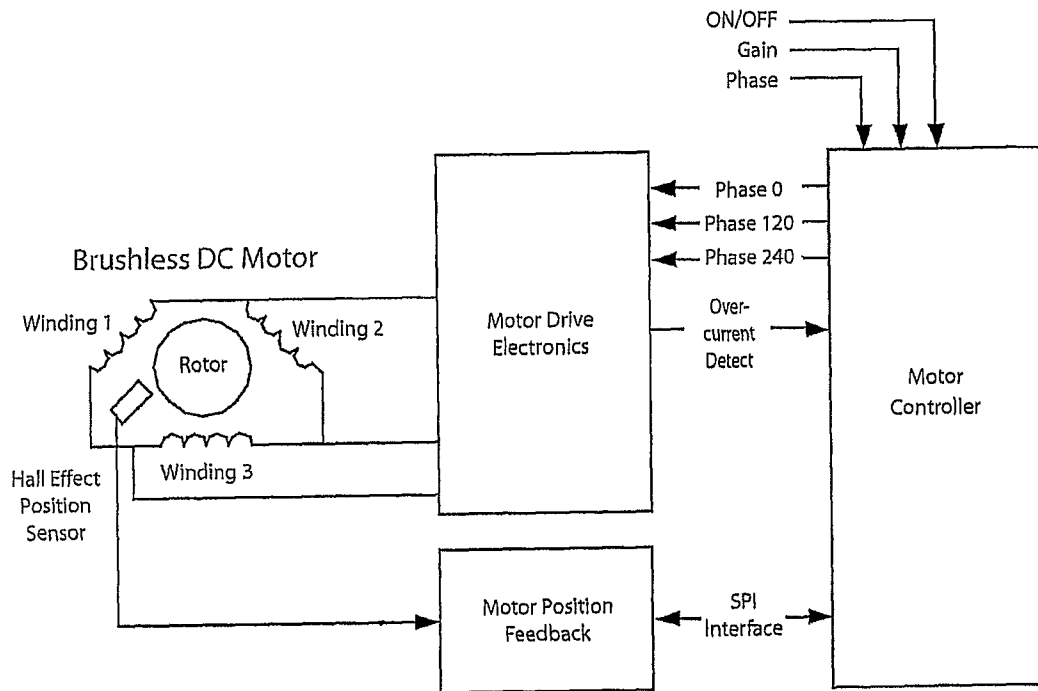 ON/OFF
Gain
Phase
Phase 0
Phase 120
Phase 240
Brushless DC Motor
Winding 1
Winding 2
Rotor
Motor Drive
Electronics
Over-
current
Detect
Motor
Controller
Winding 3
Hall Effect
Position
Sensor
Motor Position
Feedback
SPI
Interface